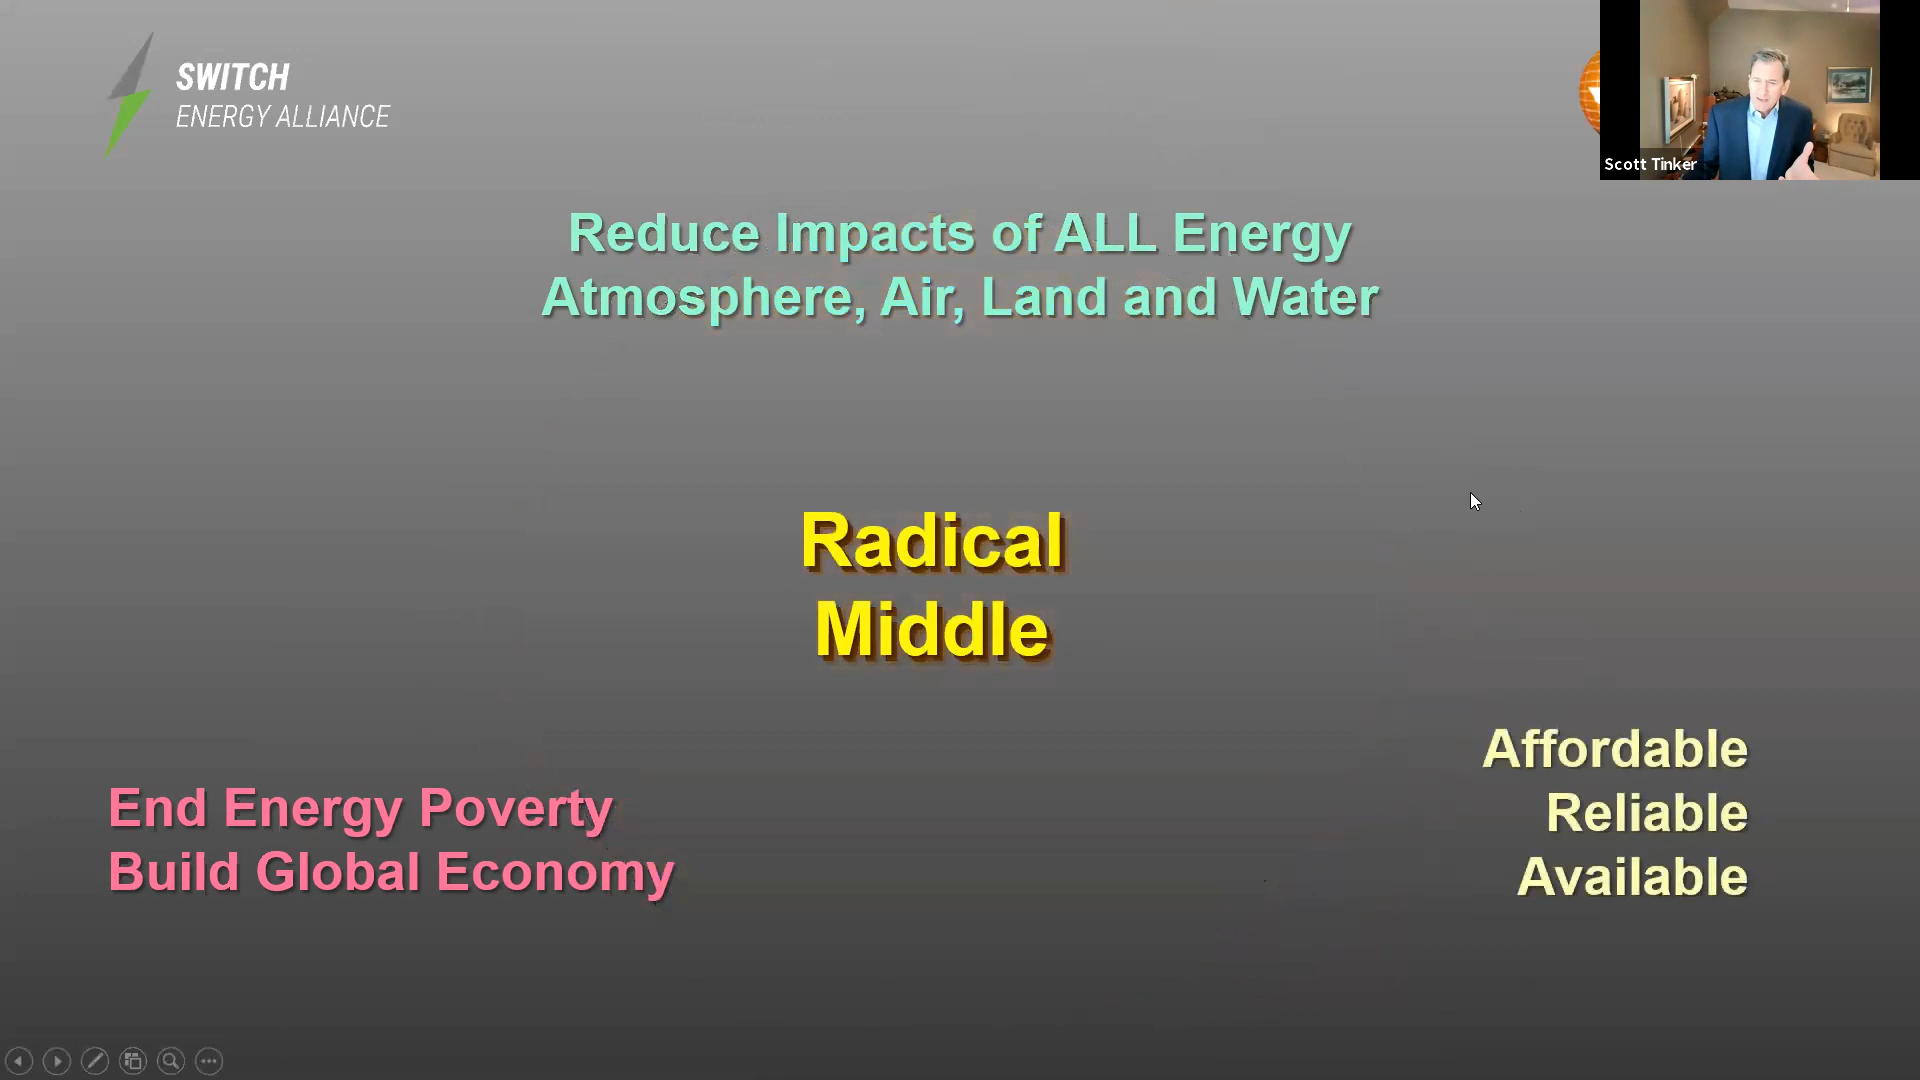 SWITCH
ENERGY ALLIANCE
Scott Tinker
Reduce Impacts of ALL Energy
Atmosphere, Air, Land and Water
Radical
Middle
End Energy Poverty
Build Global Economy
Affordable
Reliable
Available